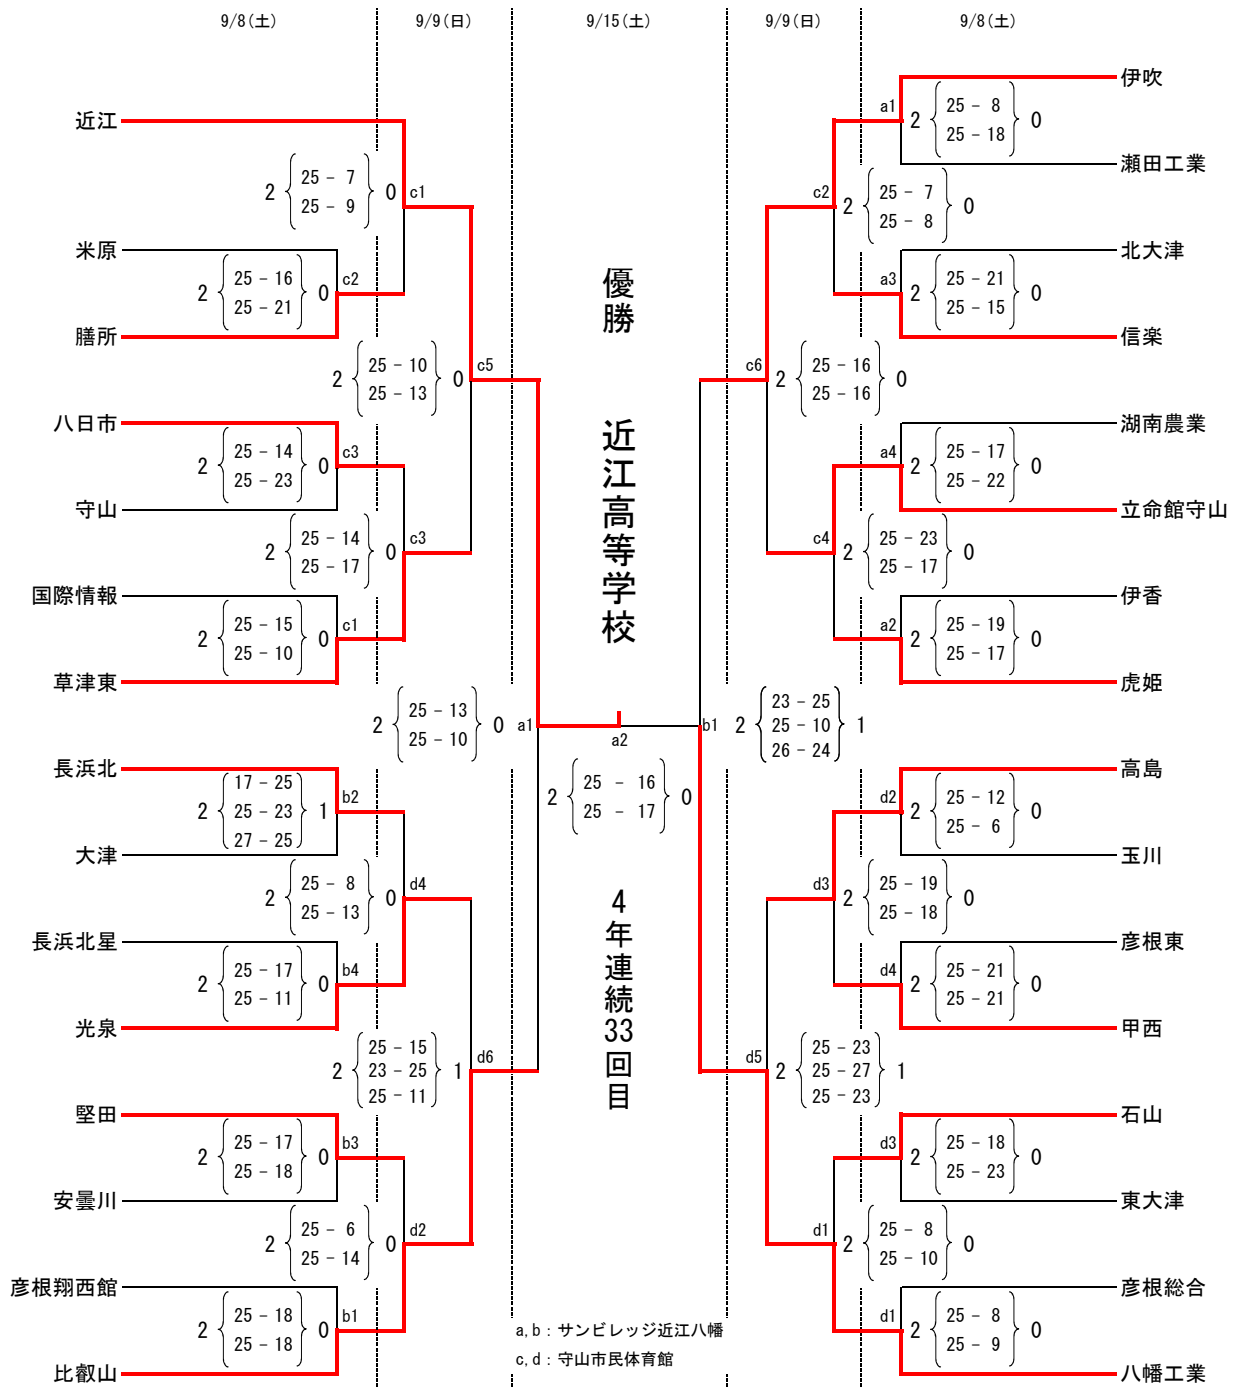 9/8(土)
9/9(日)
9/15(土)
9/9(日)
9/8(土)
近江
2 25 - 7 0 c1
25 - 9
米原
2 25 - 16 0 c2
25 - 21
膳所
2 25 - 10 0 c5
25 - 13
八日市
2 25 - 14 0 c3
25 - 23
守山
2 25 - 14 0 c3
25 - 17
国際情報
2 25 - 15 0 c1
25 - 10
草津東
2 25 - 13 0 a1
25 - 10
長浜北
17 - 25
2 25 - 23 1 b2
27 - 25
大津
2 25 - 8 0 d4
25 - 13
長浜北星
2 25 - 17 0 b4
25 - 11
光泉
25 - 15
2 23 - 25 1 d6
25 - 11
堅田
2 25 - 17 0 b3
25 - 18
安曇川
2 25 - 6 0 d2
25 - 14
彦根翔西館
2 25 - 18 0 b1
25 - 18
比叡山
優勝
近江高等学校
a2
2 25 - 16 0
25 - 17
4年連続33回目
a,b：サンビレッジ近江八幡
c,d：守山市民体育館
伊吹
a1 2 25 - 8 0
25 - 18
瀬田工業
c2 2 25 - 7 0
25 - 8
北大津
a3 2 25 - 21 0
25 - 15
信楽
c6 2 25 - 16 0
25 - 16
湖南農業
a4 2 25 - 17 0
25 - 22
立命館守山
c4 2 25 - 23 0
25 - 17
伊香
a2 2 25 - 19 0
25 - 17
虎姫
23 - 25
b1 2 25 - 10 1
26 - 24
高島
d2 2 25 - 12 0
25 - 6
玉川
d3 2 25 - 19 0
25 - 18
彦根東
d4 2 25 - 21 0
25 - 21
甲西
25 - 23
d5 2 25 - 27 1
25 - 23
石山
d3 2 25 - 18 0
25 - 23
東大津
d1 2 25 - 8 0
25 - 10
彦根総合
d1 2 25 - 8 0
25 - 9
八幡工業